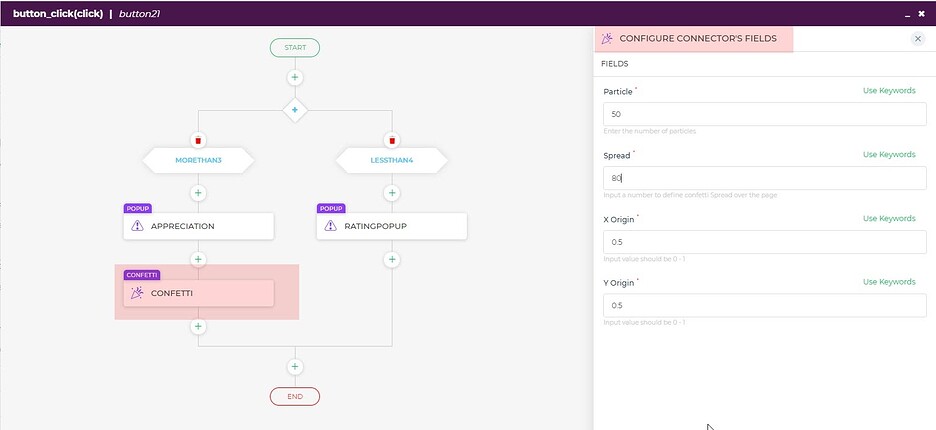 button_click(click) | button21
START
MORETHAN3
LESSTHAN4
POPUP
APPRECIATION
POPUP
RATINGPOPUP
CONFETTI
CONFETTI
END
CONFIGURE CONNECTOR'S FIELDS
FIELDS
Particle *
Use Keywords
50
Enter the number of particles
Spread *
Use Keywords
80
Input a number to define confetti Spread over the page
X Origin *
Use Keywords
0.5
Input value should be 0 - 1
Y Origin *
Use Keywords
0.5
Input value should be 0 - 1